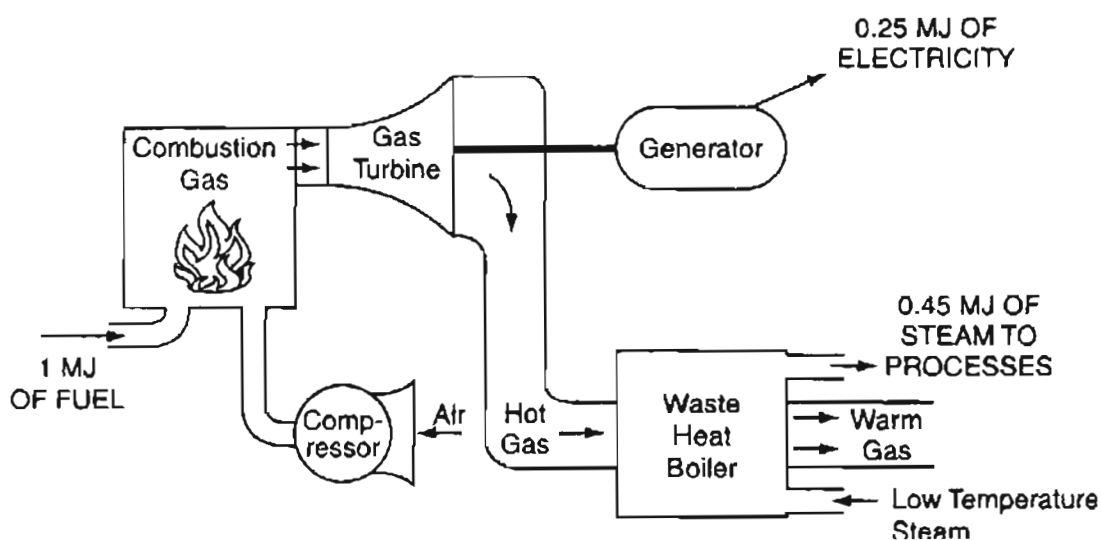 0.25 MJ OF
ELECTRICITY
Combustion
Gas
Gas
Turbine
Generator
1 MJ
OF FUEL
Comp-
ressor
Air
Hot
Gas
Waste
Heat
Boiler
0.45 MJ OF
STEAM TO
PROCESSES
Warm
Gas
Low Temperature
Steam